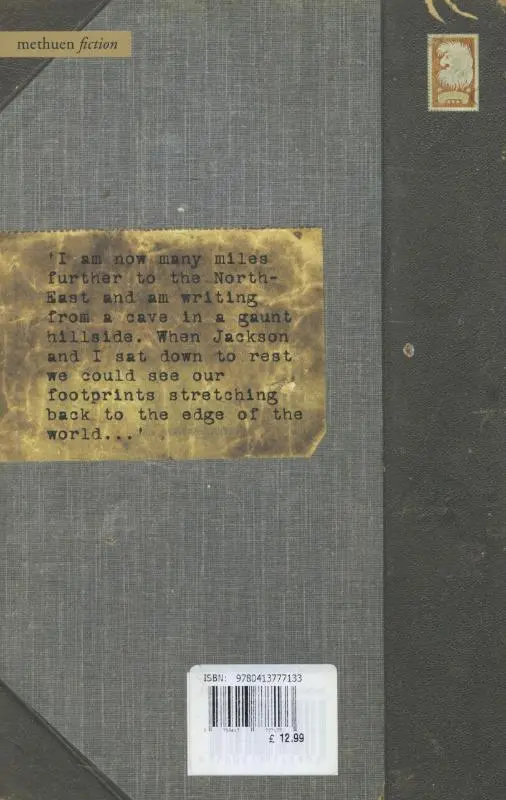 methuen fiction
'I am now many miles
further to the North-
East and am writing
from a cave in a gaunt
hillside. When Jackson
and I sat down to rest
we could see our
footprints stretching
back to the edge of the
world...'
ISBN: 9780413777133
£ 12.99